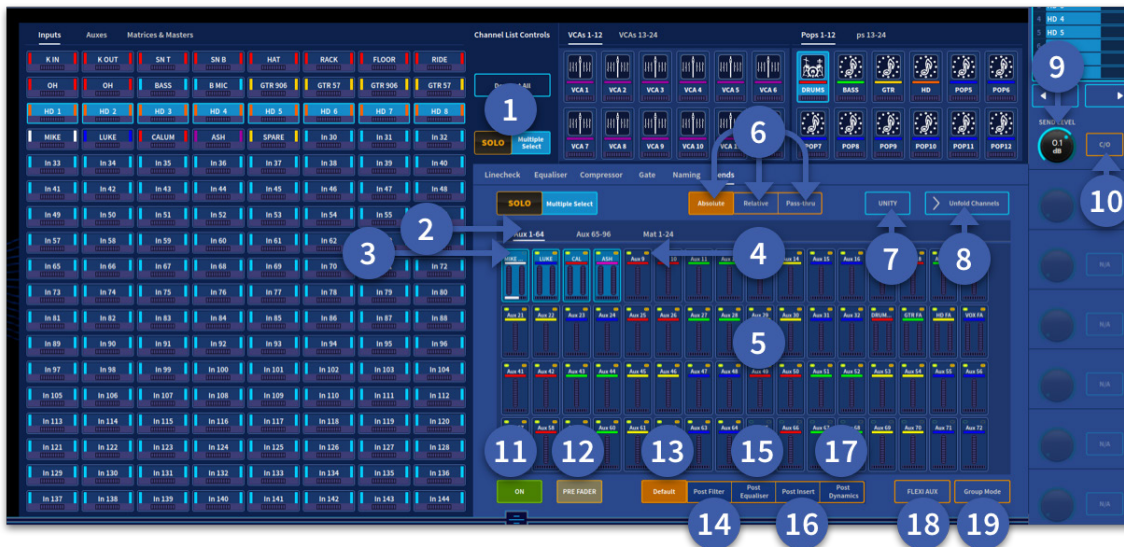 HD 4
5 HD 5
Inputs Auxes Matrices & Masters
Channel List Controls
VCAs 1-12 VCAs 13-24
Pops 1-12 ps 13-24
K IN K OUT SN T SN B HAT RACK FLOOR RIDE
OH OH BASS B MIC GTR 906 GTR 57 GTR 906 GTR 57
HD 1 HD 2 HD 3 HD 4 HD 5 HD 6 HD 7 HD 8
MIKE LUKE CALUM ASH SPARE In 30 In 31 In 32
In 33 In 34 In 35 In 36 In 37 In 38 In 39 In 40
In 41 In 42 In 43 In 44 In 45 In 46 In 47 In 48
In 49 In 50 In 51 In 52 In 53 In 54 In 55
In 57 In 58 In 59 In 60 In 61 In 62
In 65 In 66 In 67 In 68 In 69 In 70 In 72
In 73 In 74 In 75 In 76 In 77 In 78 In 79 In 80
In 81 In 82 In 83 In 84 In 85 In 86 In 87 In 88
In 89 In 90 In 91 In 92 In 93 In 94 In 95 In 96
In 97 In 98 In 99 In 100 In 101 In 102 In 103 In 104
In 105 In 106 In 107 In 108 In 109 In 110 In 111 In 112
In 113 In 114 In 115 In 116 In 117 In 118 In 119 In 120
In 121 In 122 In 123 In 124 In 125 In 126 In 127 In 128
In 129 In 130 In 131 In 132 In 133 In 134 In 135 In 136
In 137 In 138 In 139 In 140 In 141 In 142 In 143 In 144
1
SOLO Multiple
Select
VCA 1 VCA 2 VCA 3 VCA 4 VCA 5 VCA 6
VCA 7 VCA 8 VCA 9 VCA 10
DRUMS BASS GTR HD POP5 POP6
POP7 POP8 POP9 POP10 POP11 POP12
6
9
SEND LEVEL
0.1
dB
C/O
10
Linecheck Equaliser Compressor Gate Naming
SOLO Multiple Select
Absolute Relative Pass-thru
UNITY
Unfold Channels
2
3
4
7
8
Aux 1-64 Aux 65-96 Mat 1-24
LUKE CAL ASH Aux 9 Aux 11 Aux 14 Aux 15 Aux 16
Aux 21 Aux 22 Aux 23 Aux 24 Aux 25 Aux 26 Aux 27 Aux 28 Aux 30 Aux 31 Aux 32 DRUM... GTR FA HD FA VOX FA
5
Aux 41 Aux 42 Aux 43 Aux 44 Aux 45 Aux 46 Aux 47 Aux 48 Aux 49 Aux 50 Aux 51 Aux 52 Aux 53 Aux 54 Aux 55 Aux 56
Aux 58 Aux 60 Aux 61 Aux 63 Aux 64 Aux 66 Aux 69 Aux 70 Aux 71 Aux 72
11
12
13
15
17
ON
PRE FADER
Default Post Filter Post
Equaliser Post Insert Post
Dynamics
FLEXI AUX
Group Mode
14
16
18
19
N/A
N/A
N/A
N/A
N/A